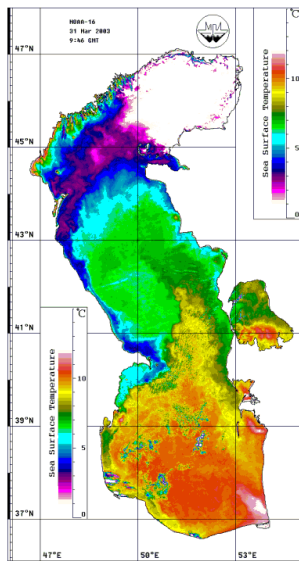 NOAA-16
31 Mar 2003
9:46 GMT
47°N
45°N
43°N
41°N
39°N
37°N
47°E
50°E
53°E
°C
10
5
0
Sea Surface Temperature
°C
10
5
0
Sea Surface Temperature